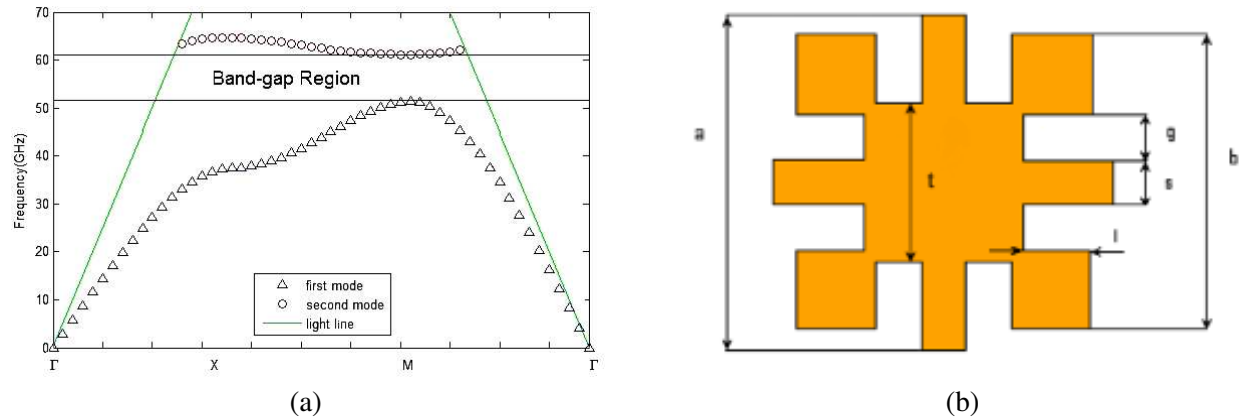 70
60
50
40
30
20
10
0
Frequency(GHz)
Band-gap Region
first mode
second mode
light line
Γ
X
M
Γ
(a)
a
t
g
s
l
b
(b)